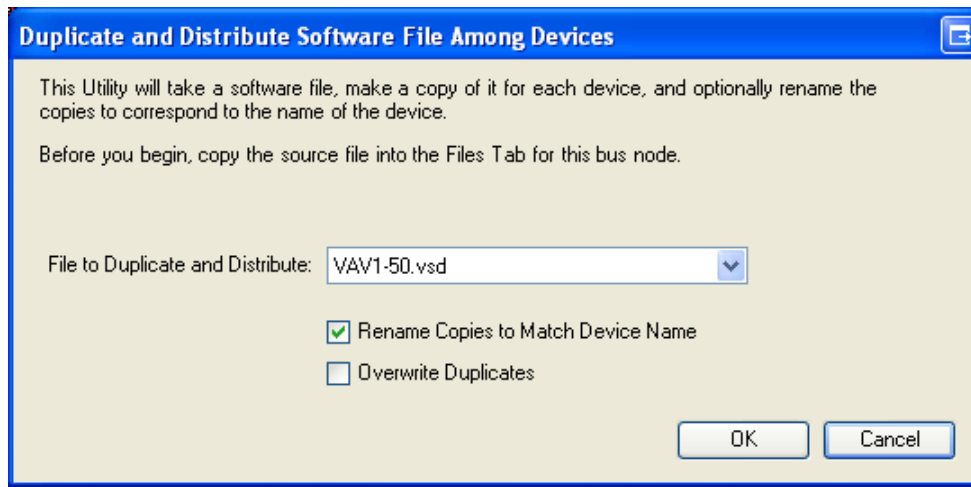 Duplicate and Distribute Software File Among Devices
This Utility will take a software file, make a copy of it for each device, and optionally rename the
copies to correspond to the name of the device.
Before you begin, copy the source file into the Files Tab for this bus node.
File to Duplicate and Distribute: VAV1-50.vsd
Rename Copies to Match Device Name
Overwrite Duplicates
OK Cancel